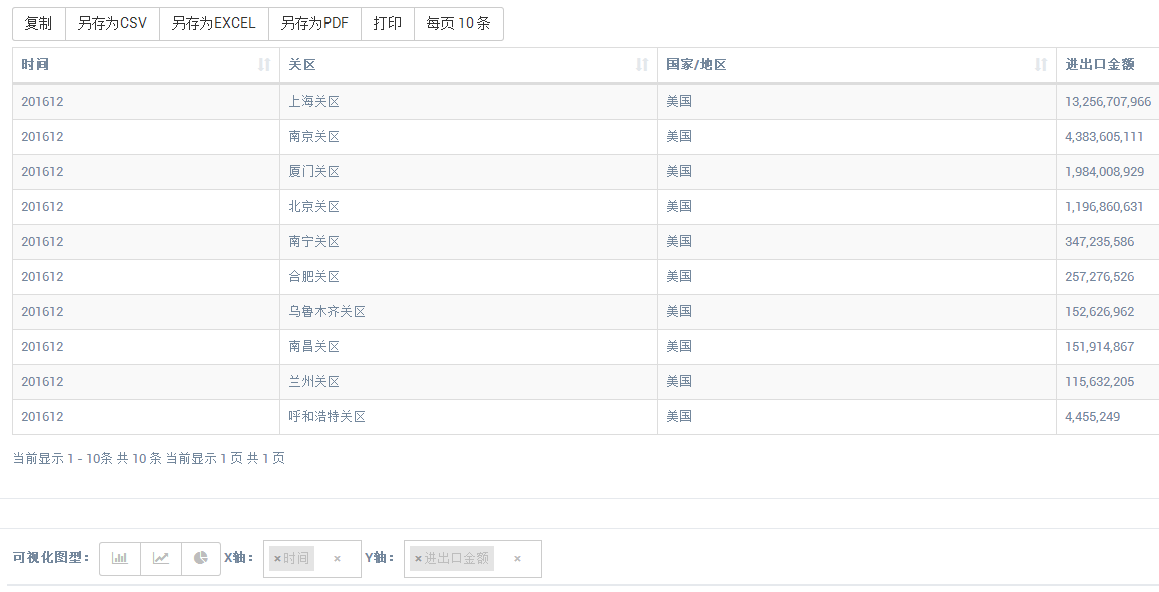 复制 另存为CSV 另存为EXCEL 另存为PDF 打印 每页 10 条
时间 关区 国家/地区 进出口金额
201612 上海关区 美国 13,256,707,966
201612 南京关区 美国 4,383,605,111
201612 厦门关区 美国 1,984,008,929
201612 北京关区 美国 1,196,860,631
201612 南宁关区 美国 347,235,586
201612 合肥关区 美国 257,276,526
201612 乌鲁木齐关区 美国 152,626,962
201612 南昌关区 美国 151,914,867
201612 兰州关区 美国 115,632,205
201612 呼和浩特关区 美国 4,455,249
当前显示 1 - 10条 共 10 条 当前显示 1 页 共 1 页
可视化图型: X轴: ×时间 × Y轴: ×进出口金额 ×